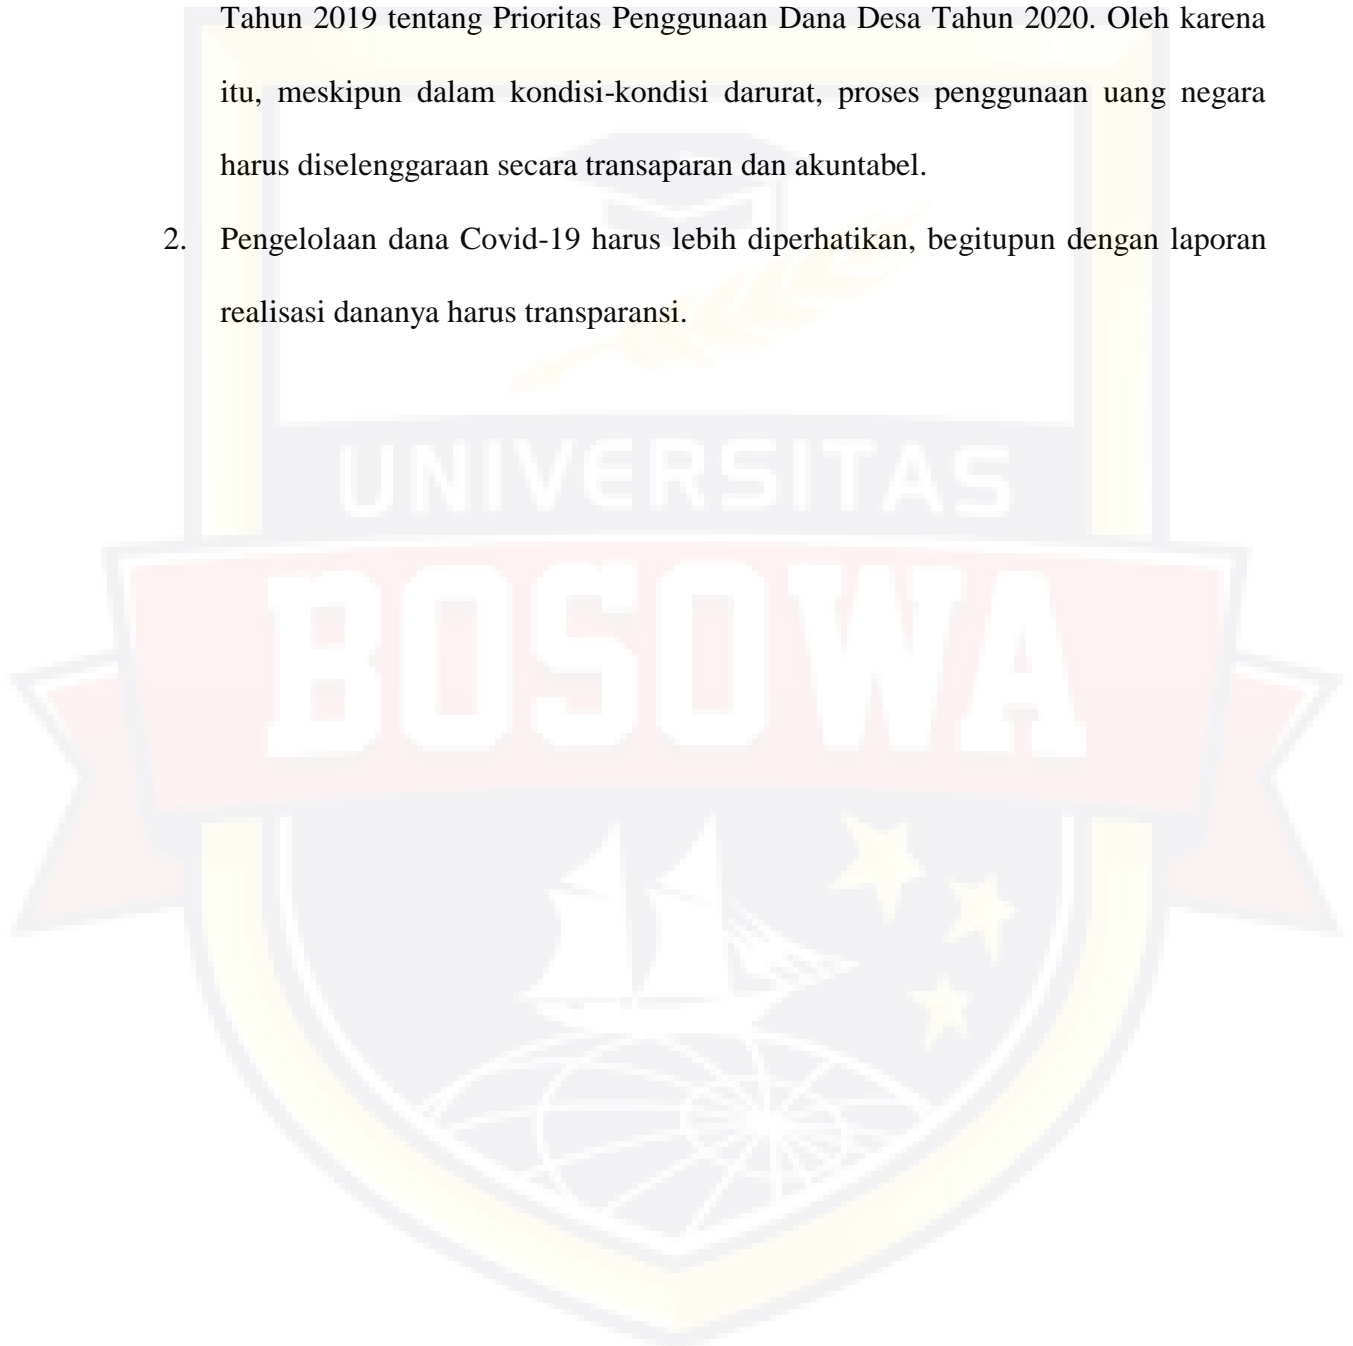 Tahun 2019 tentang Prioritas Penggunaan Dana Desa Tahun 2020. Oleh karena
itu, meskipun dalam kondisi-kondisi darurat, proses penggunaan uang negara
harus diselenggaraan secara transaparan dan akuntabel.
2. Pengelolaan dana Covid-19 harus lebih diperhatikan, begitupun dengan laporan
realisasi dananya harus transparansi.
UNIVERSITAS
BOSOWA